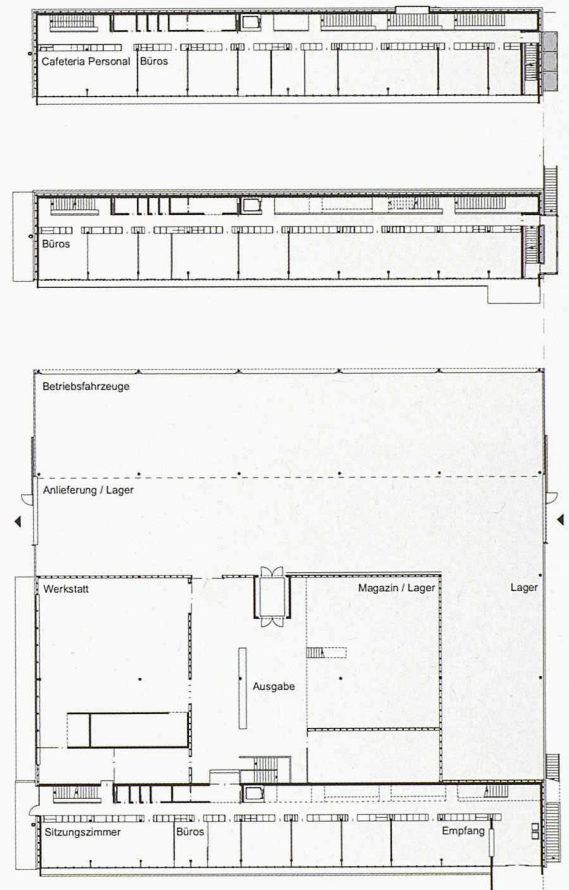 Cafeteria Personal Büros
Büros
Betriebsfahrzeuge
Anlieferung / Lager
Werkstatt
Magazin / Lager
Lager
Ausgabe
Sitzungszimmer
Büros
Empfang